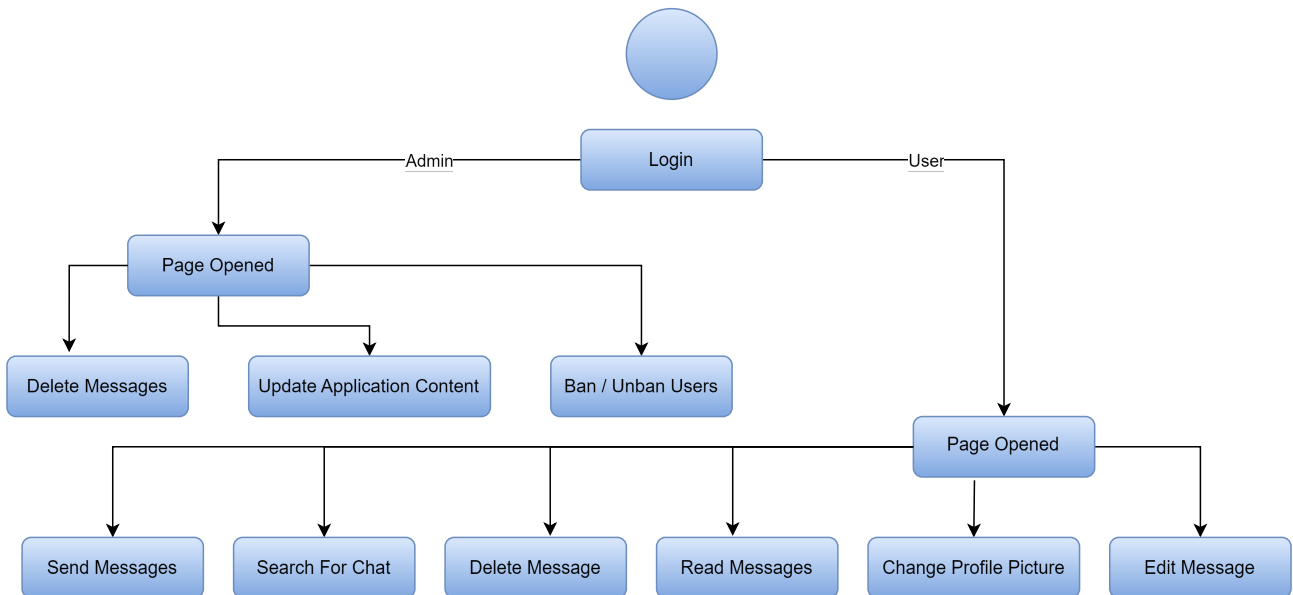 Login
Admin
User
Page Opened
Delete Messages
Update Application Content
Ban / Unban Users
Page Opened
Send Messages
Search For Chat
Delete Message
Read Messages
Change Profile Picture
Edit Message